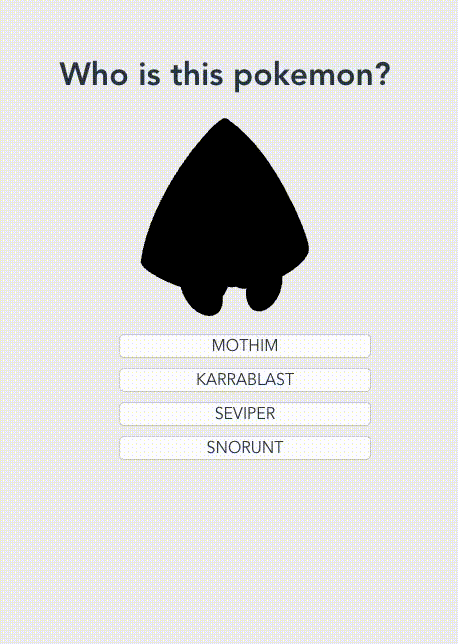 Who is this pokemon?
MOTHIM
KARRABLAST
SEVIPER
SNORUNT